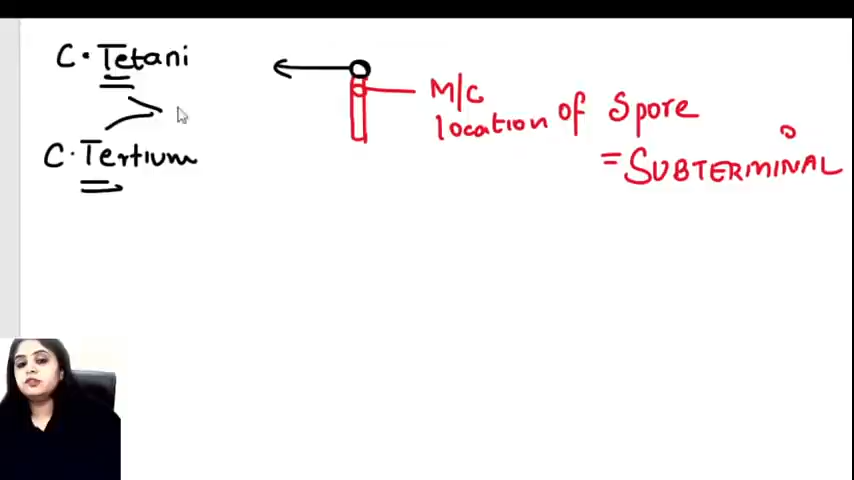 C. Tetani
C. Tertium
M/C
location of Spore
= SUBTERMINAL